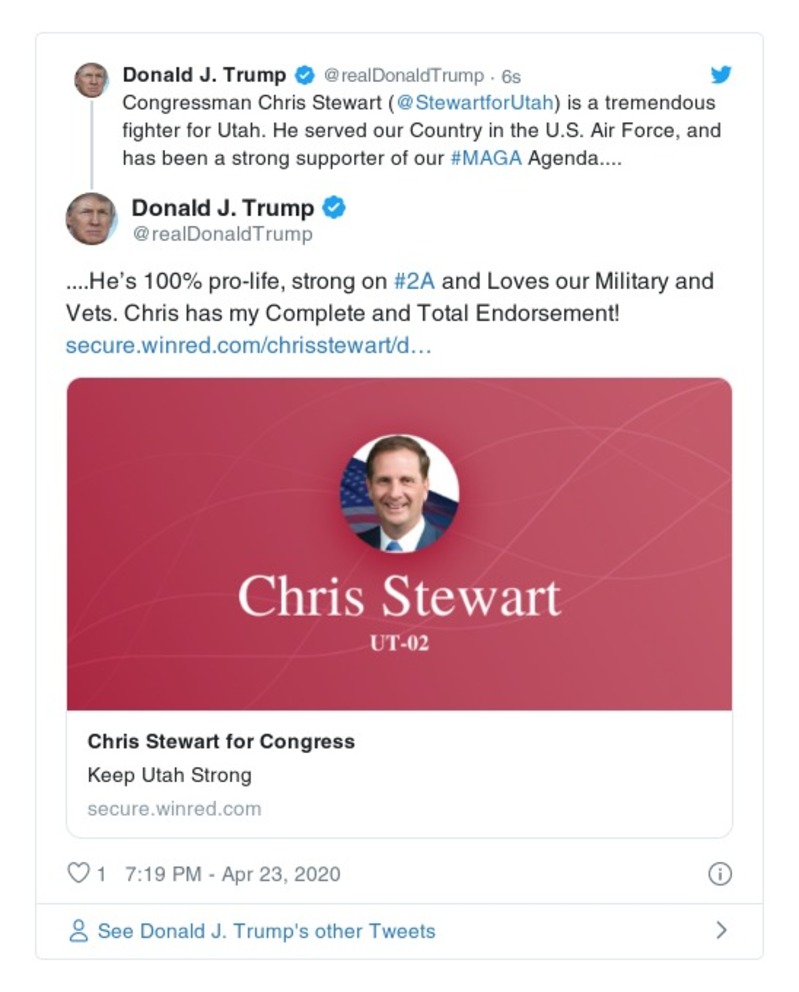 Donald J. Trump @realDonaldTrump · 6s
Congressman Chris Stewart (@StewartforUtah) is a tremendous
fighter for Utah. He served our Country in the U.S. Air Force, and
has been a strong supporter of our #MAGA Agenda....
Donald J. Trump
@realDonaldTrump
....He’s 100% pro-life, strong on #2A and Loves our Military and
Vets. Chris has my Complete and Total Endorsement!
secure.winred.com/chrisstewart/d…
Chris Stewart
UT-02
Chris Stewart for Congress
Keep Utah Strong
secure.winred.com
1 7:19 PM - Apr 23, 2020
See Donald J. Trump's other Tweets